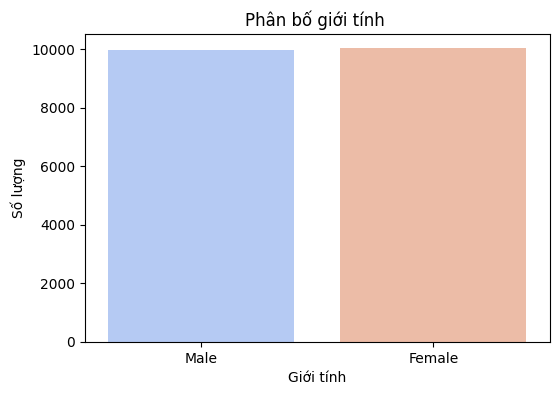 Phân bố giới tính
10000
8000
6000
4000
2000
0
Số lượng
Male
Female
Giới tính